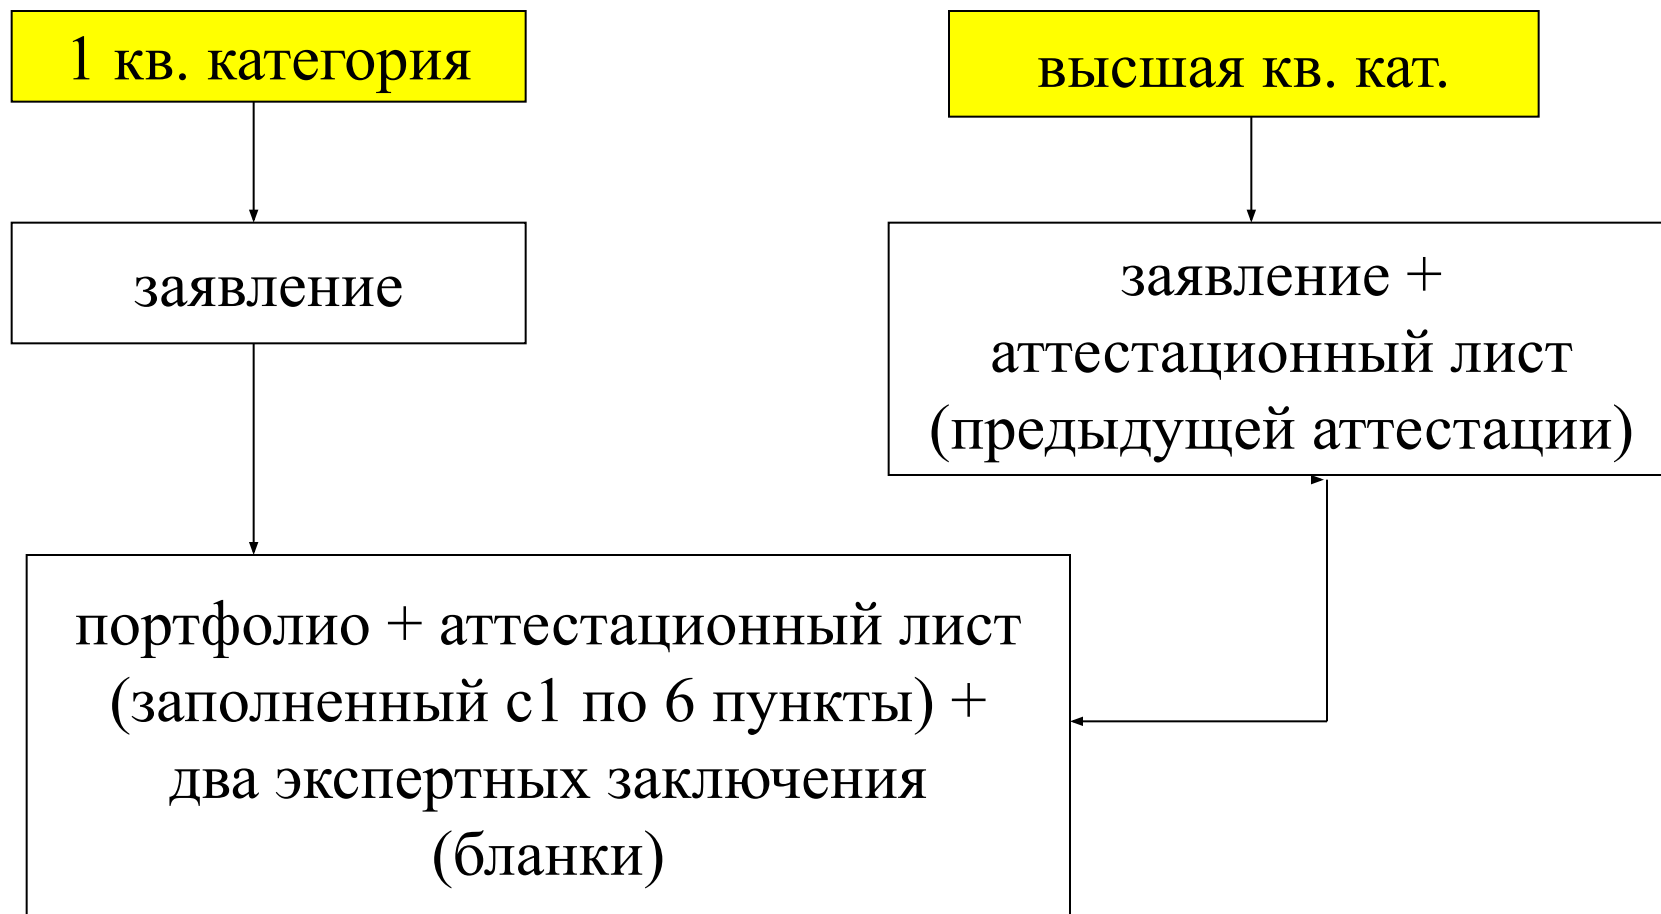 1 кв. категория
высшая кв. кат.
заявление
заявление +
аттестационный лист
(предыдущей аттестации)
портфолио + аттестационный лист
(заполненный с1 по 6 пункты) +
два экспертных заключения
(бланки)